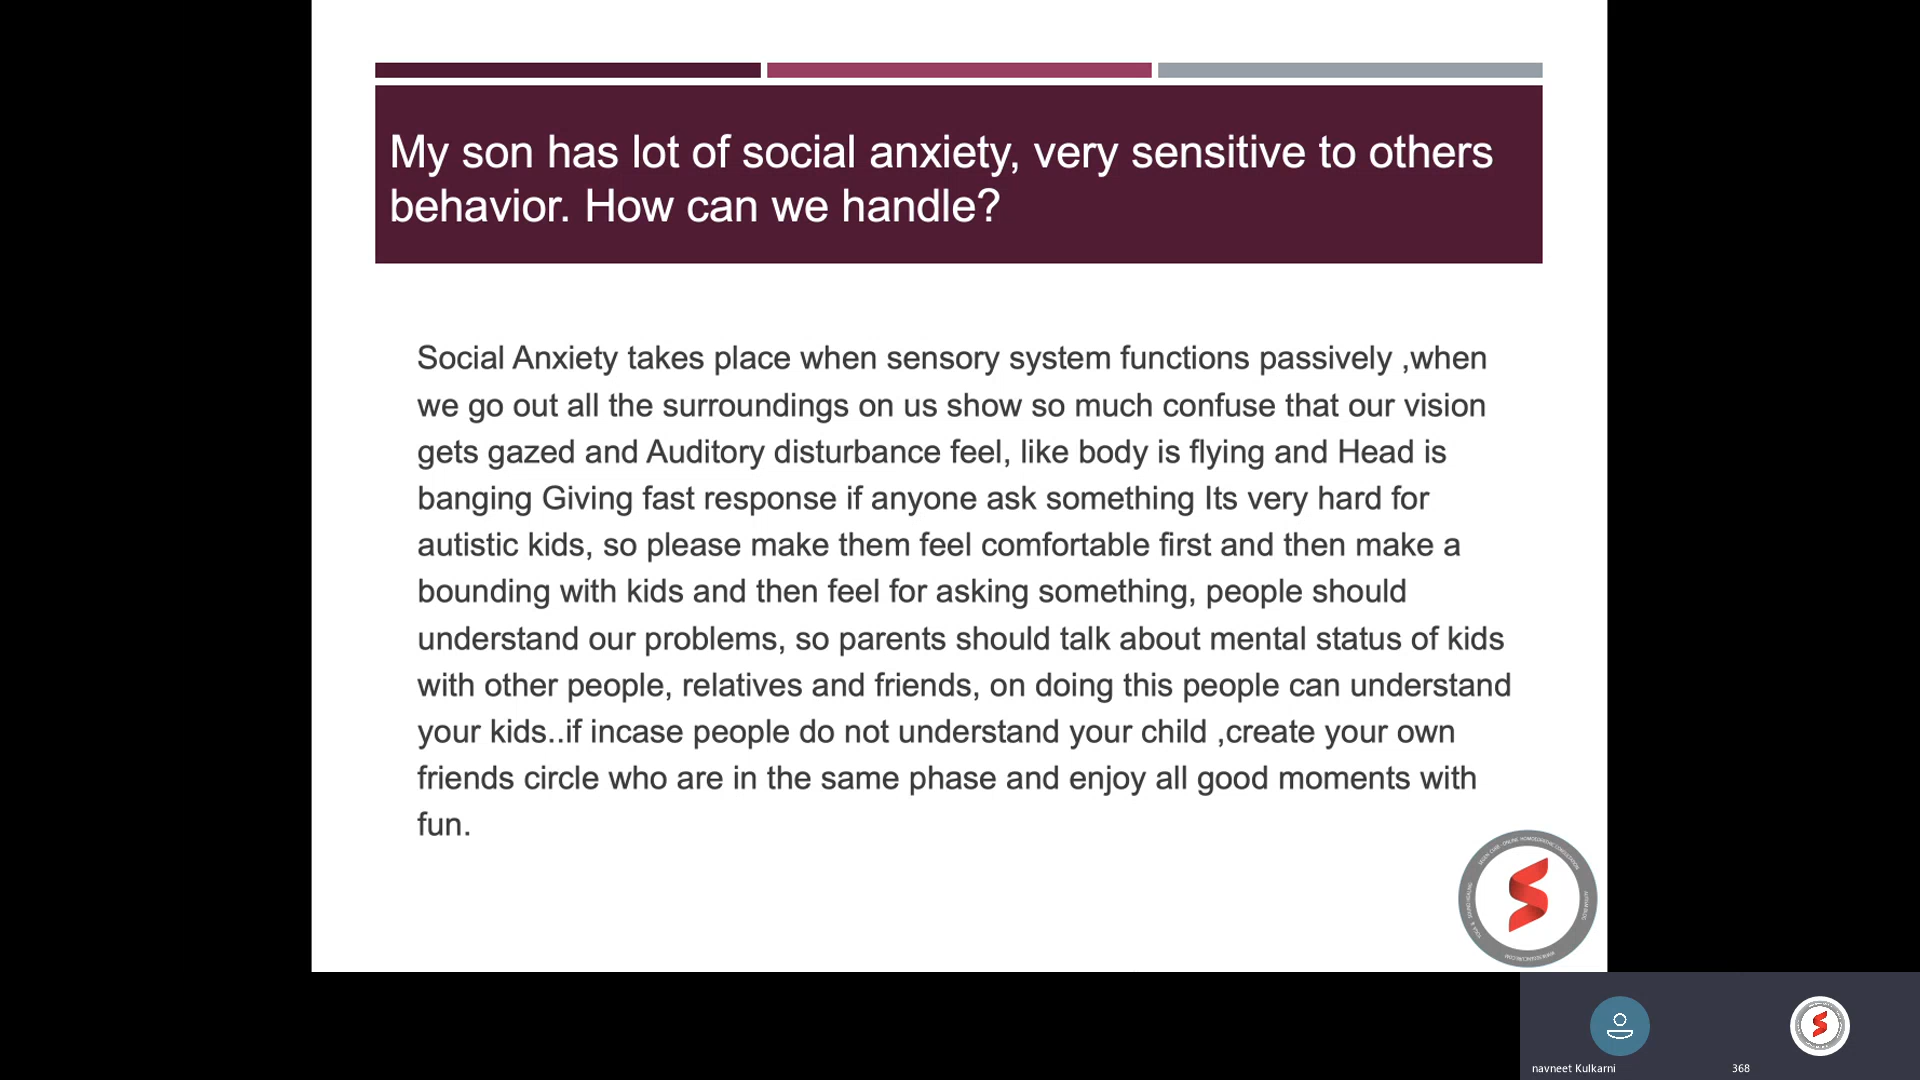 My son has lot of social anxiety, very sensitive to others
behavior. How can we handle?
Social Anxiety takes place when sensory system functions passively ,when
we go out all the surroundings on us show so much confuse that our vision
gets gazed and Auditory disturbance feel, like body is flying and Head is
banging Giving fast response if anyone ask something Its very hard for
autistic kids, so please make them feel comfortable first and then make a
bounding with kids and then feel for asking something, people should
understand our problems, so parents should talk about mental status of kids
with other people, relatives and friends, on doing this people can understand
your kids..if incase people do not understand your child ,create your own
friends circle who are in the same phase and enjoy all good moments with
fun.
navneet Kulkarni
368